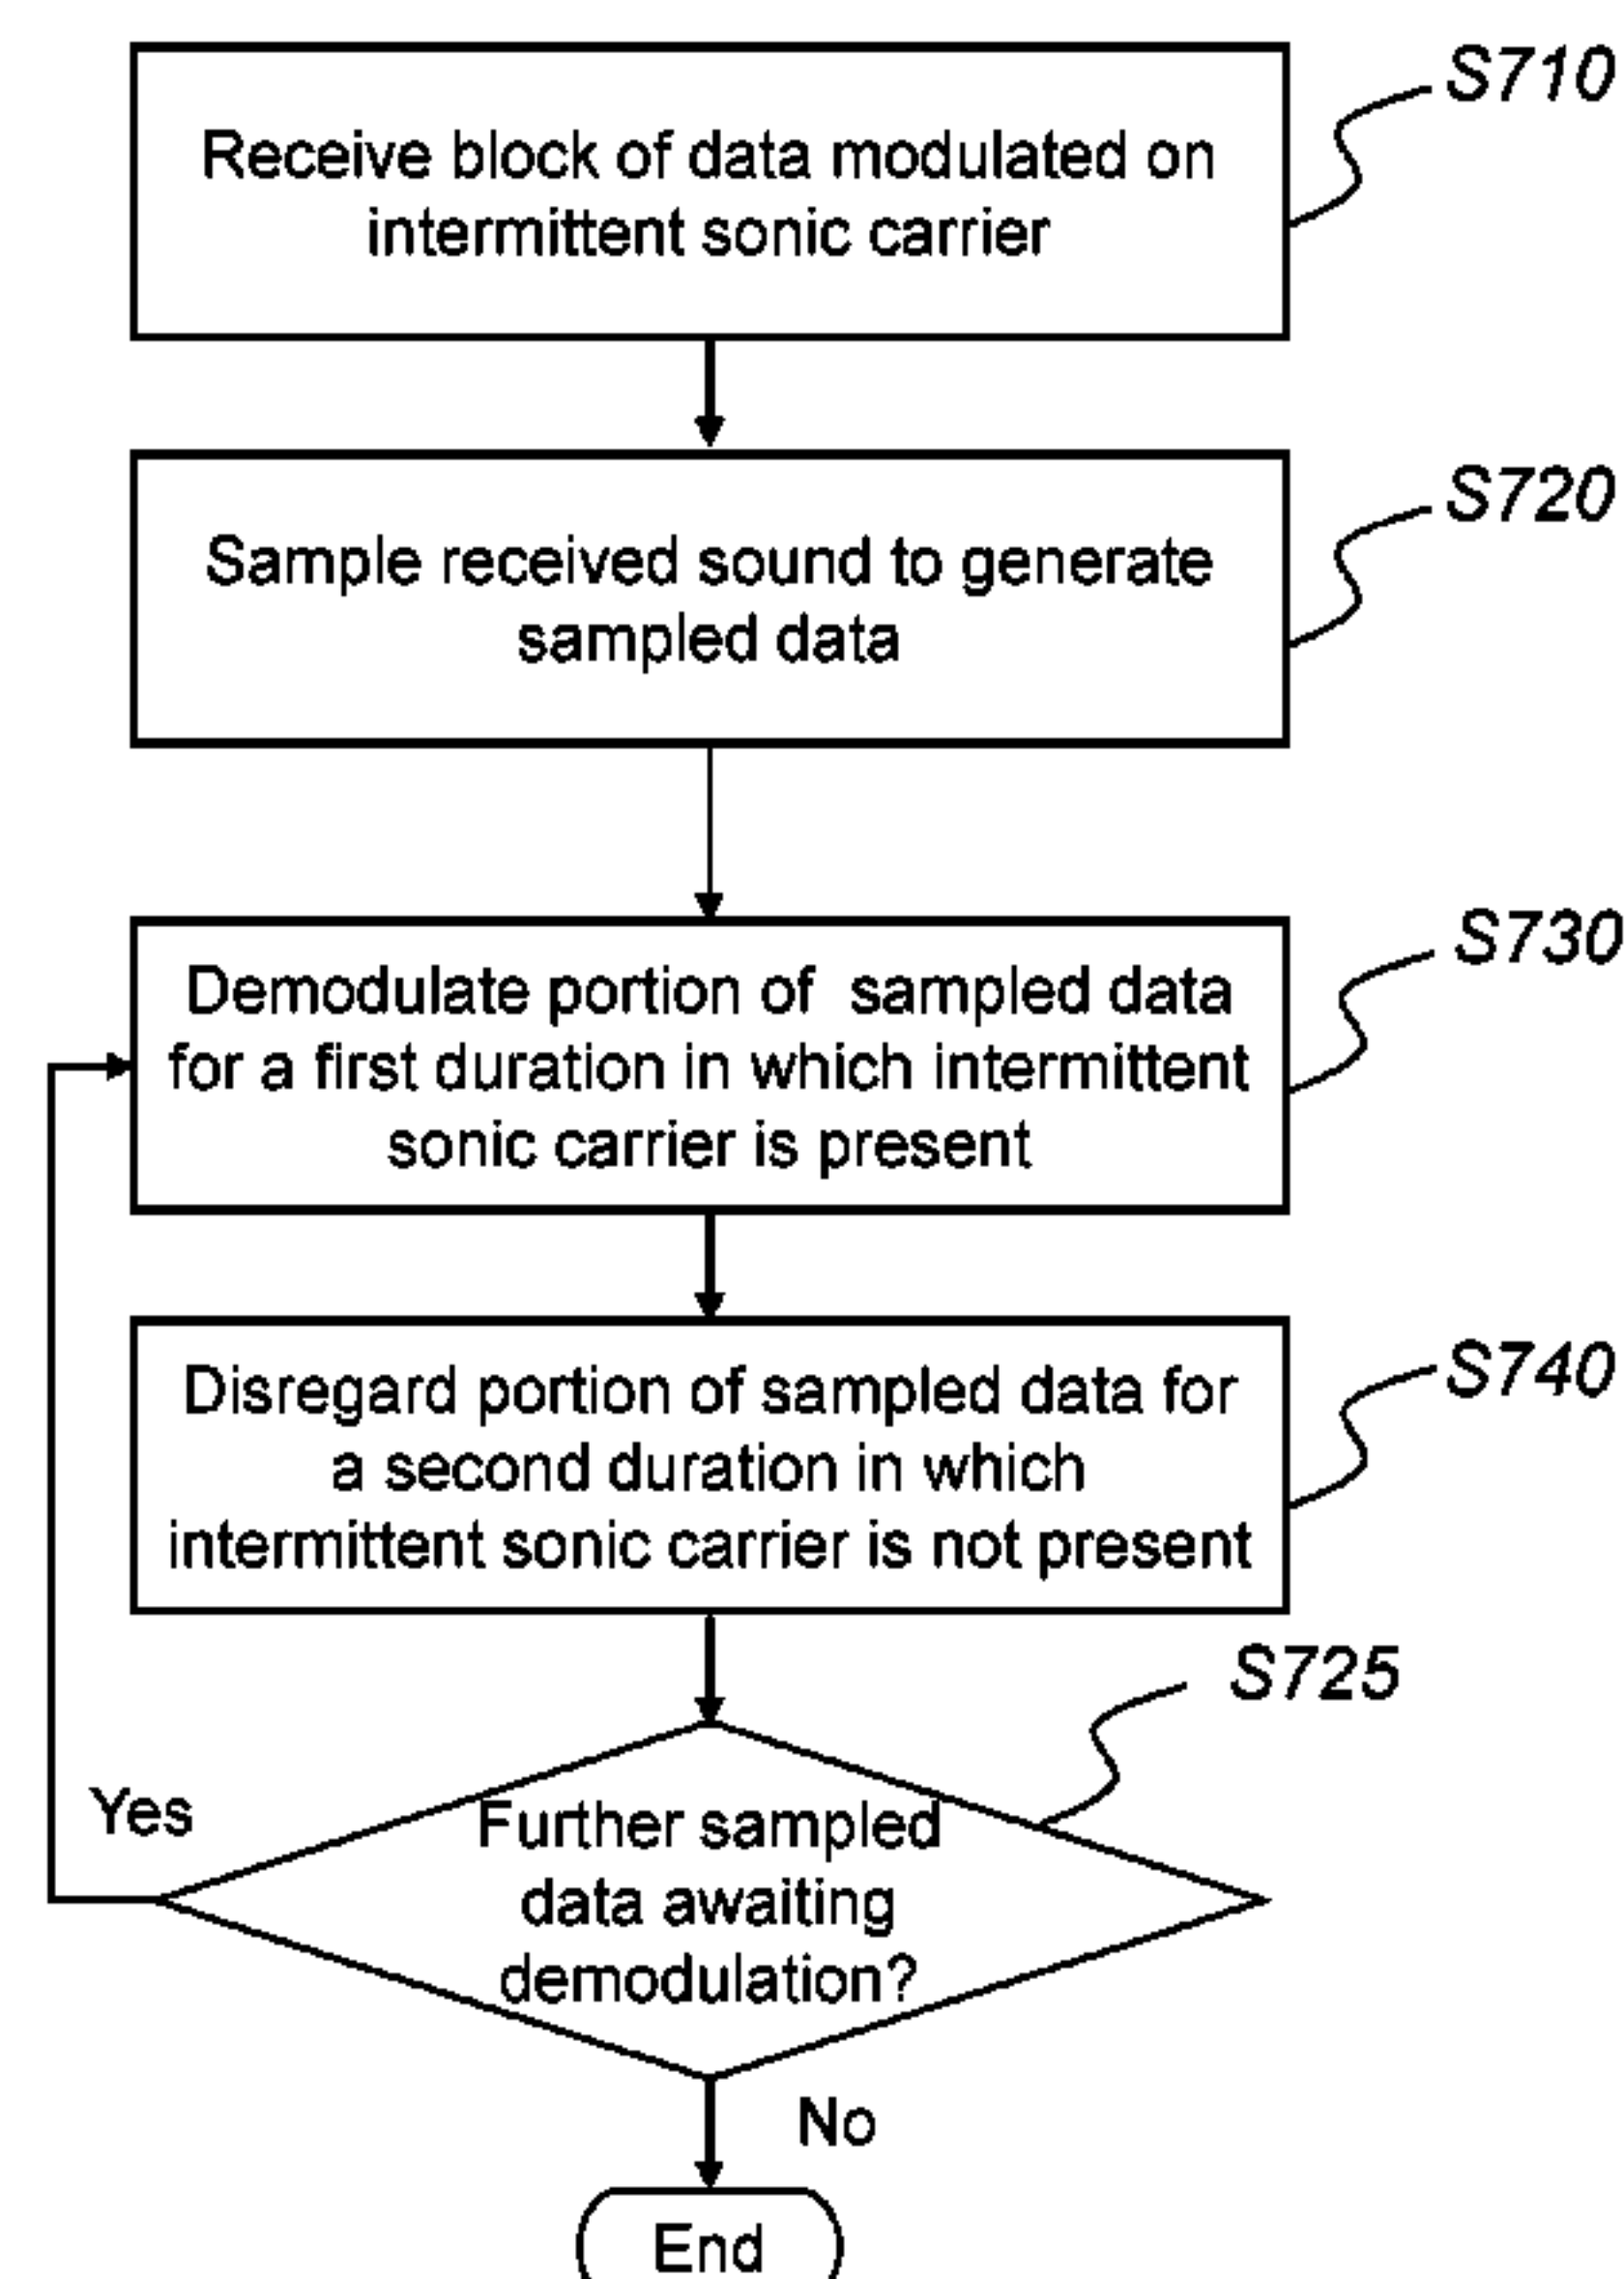 S710
Receive block of data modulated on
intermittent sonic carrier
S720
Sample received sound to generate
sampled data
S730
Demodulate portion of sampled data
for a first duration in which intermittent
sonic carrier is present
S740
Disregard portion of sampled data for
a second duration in which
intermittent sonic carrier is not present
S725
Yes
Further sampled
data awaiting
demodulation?
No
End